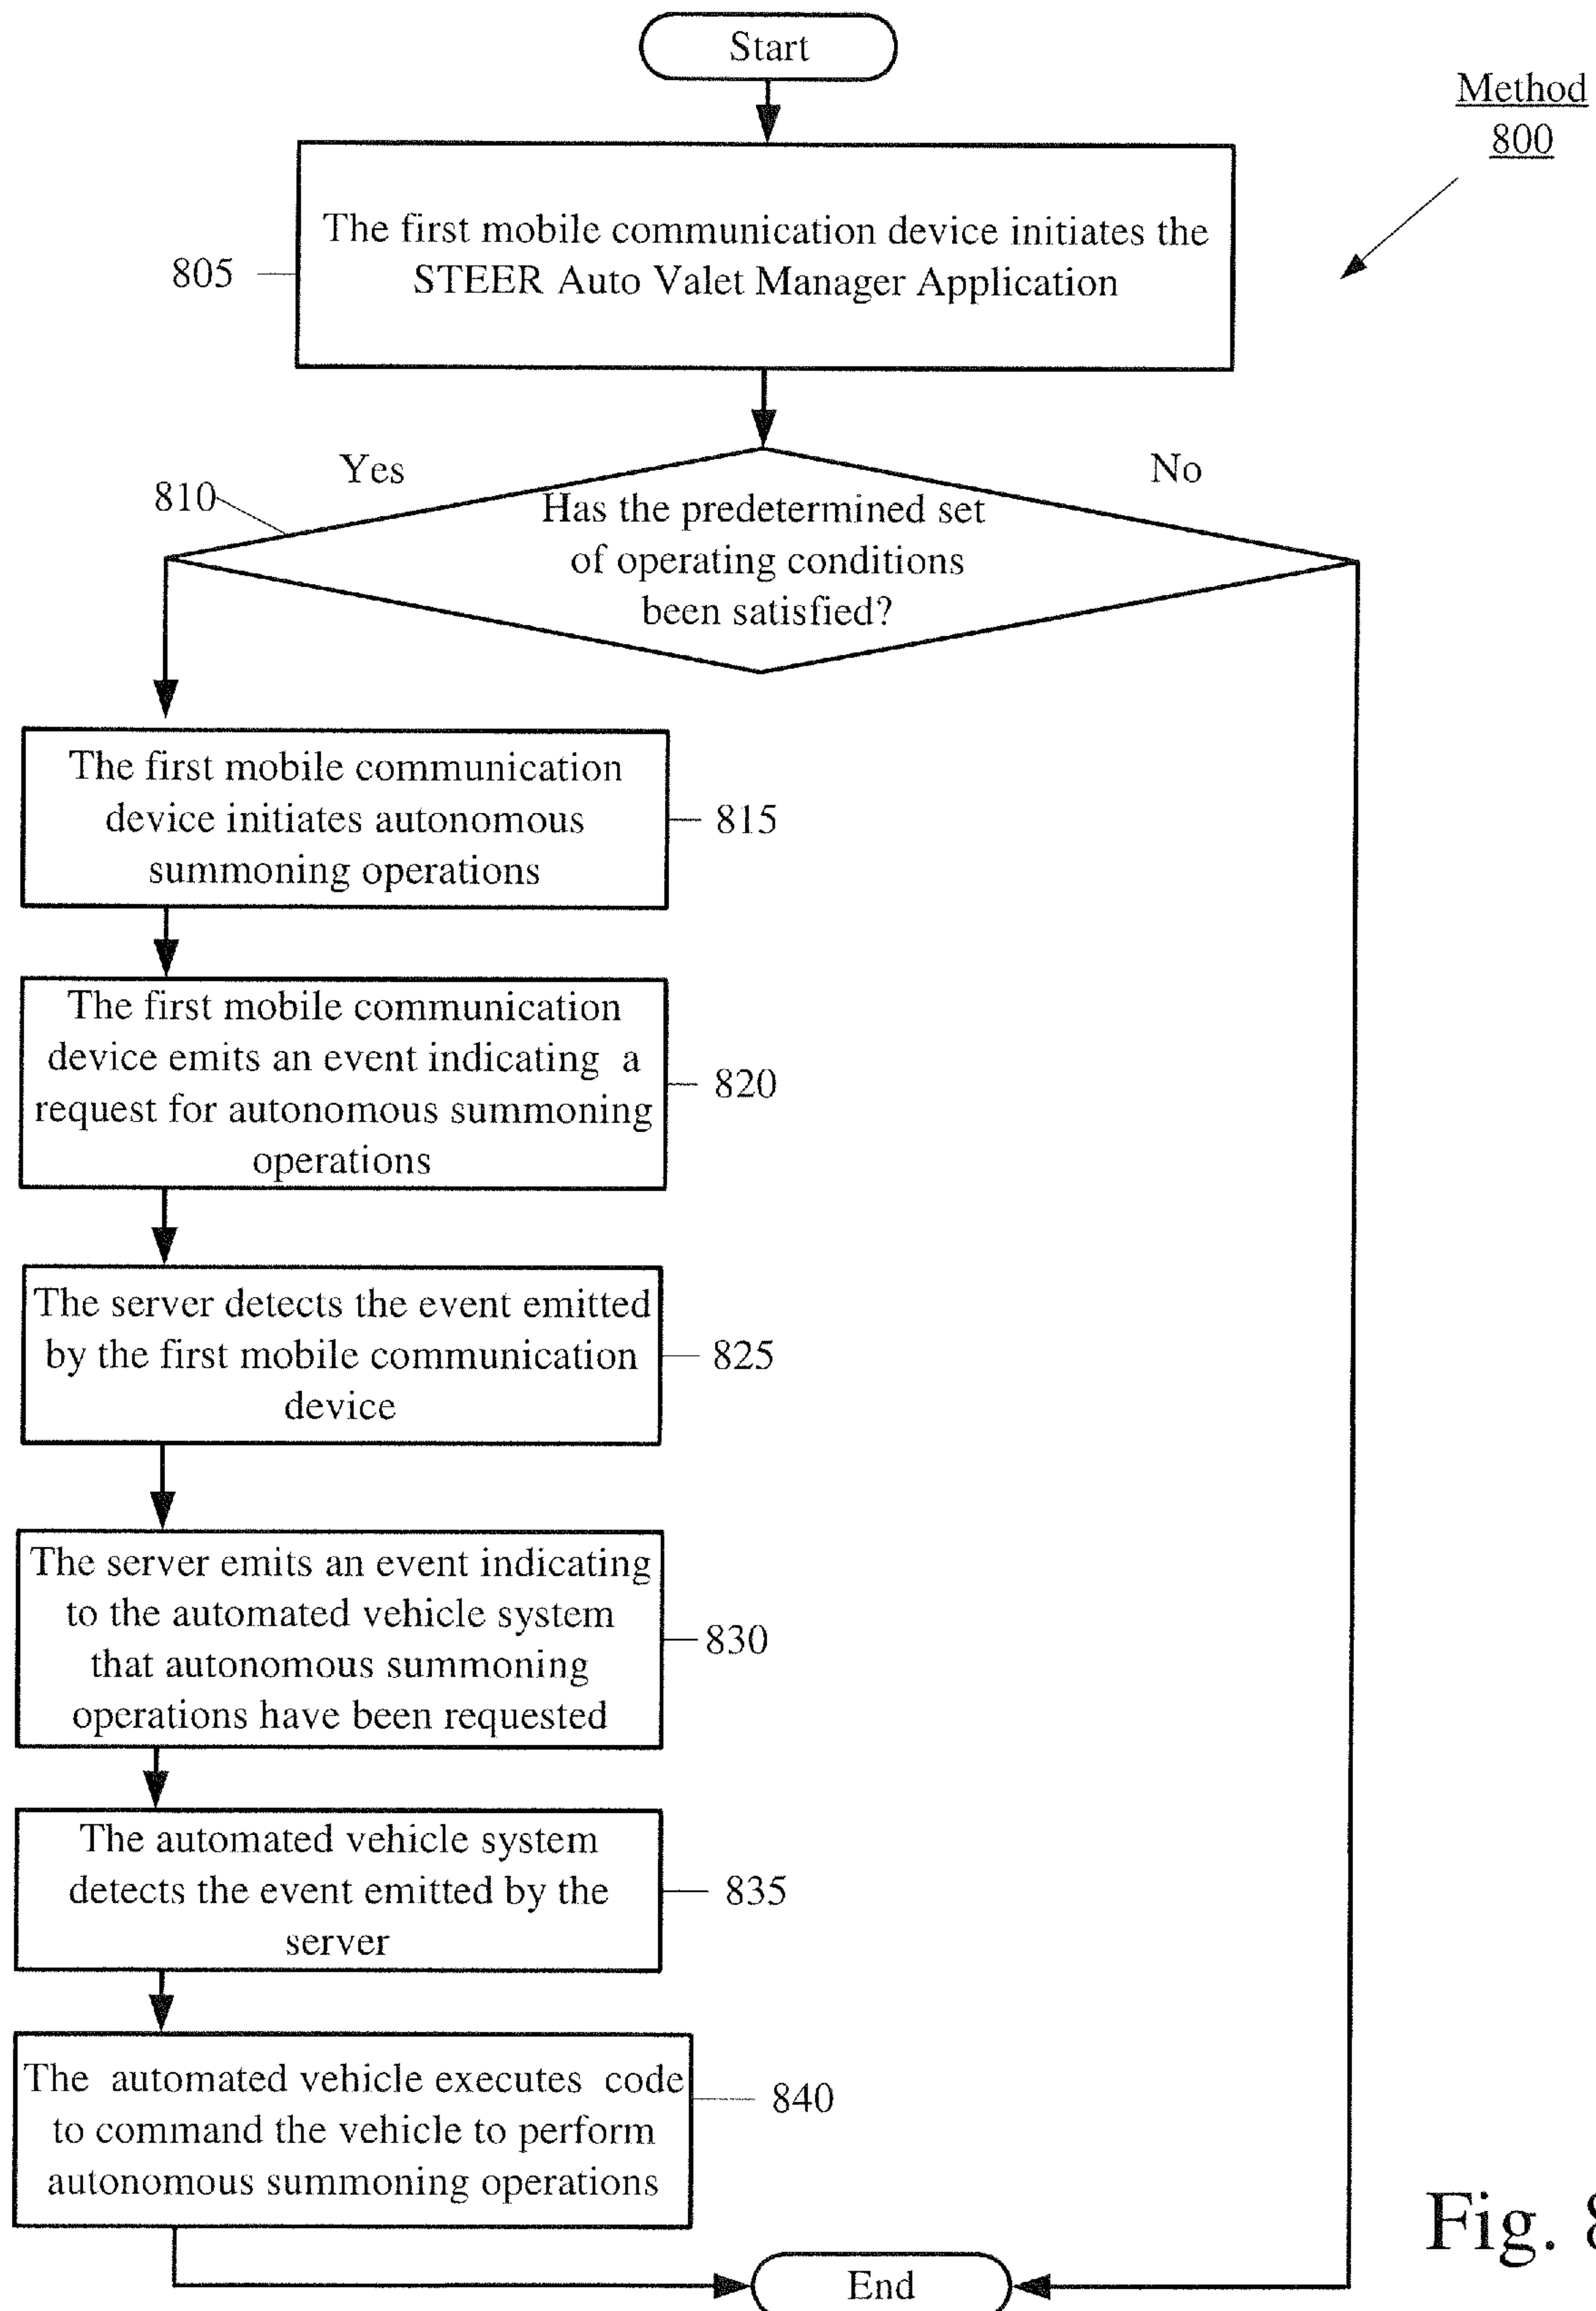 Start
Method
800
The first mobile communication device initiates the
STEER Auto Valet Manager Application
805
Yes
No
810
Has the predetermined set
of operating conditions
been satisfied?
The first mobile communication
device initiates autonomous
summoning operations
815
The first mobile communication
device emits an event indicating a
request for autonomous summoning
operations
820
The server detects the event emitted
by the first mobile communication
device
825
The server emits an event indicating
to the automated vehicle system
that autonomous summoning
operations have been requested
830
The automated vehicle system
detects the event emitted by the
server
835
The automated vehicle executes code
to command the vehicle to perform
autonomous summoning operations
840
Fig. 8
End